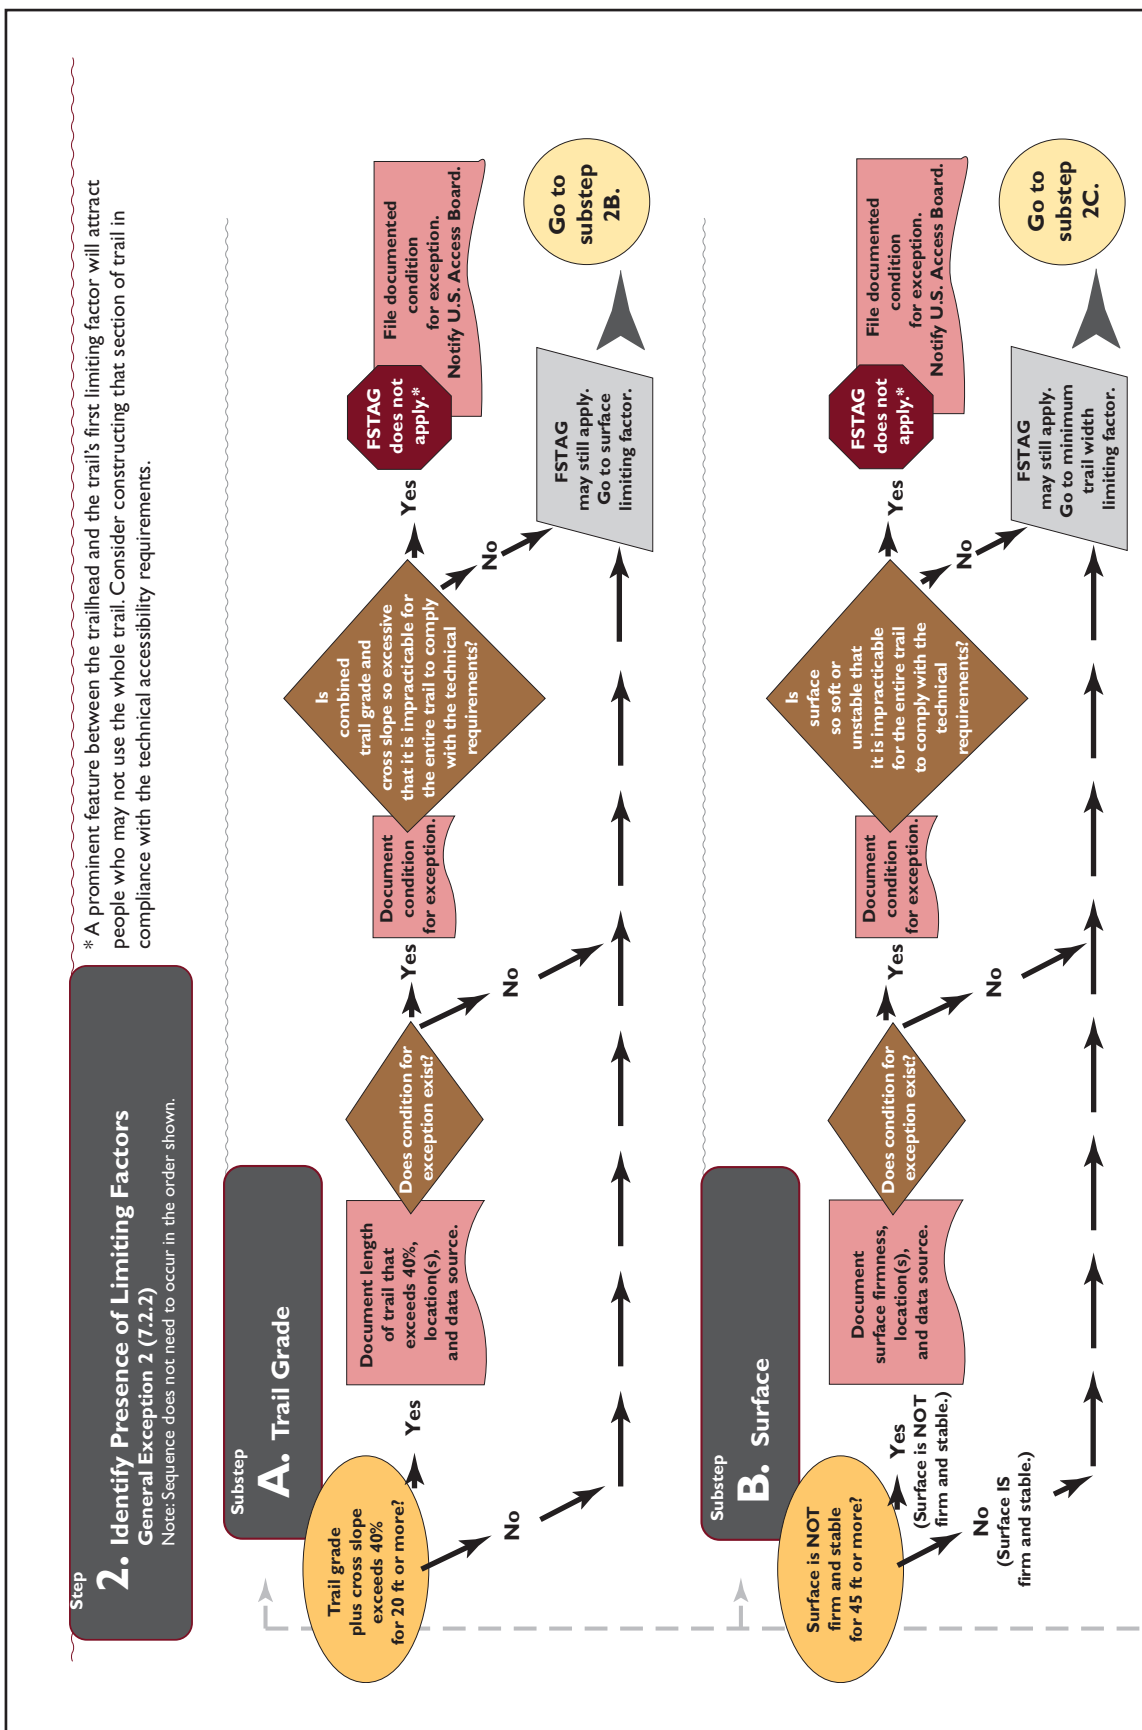 Step
2. Identify Presence of Limiting Factors
General Exception 2 (7.2.2)
Note: Sequence does not need to occur in the order shown.
* A prominent feature between the trailhead and the trail's first limiting factor will attract
people who may not use the whole trail. Consider constructing that section of trail in
compliance with the technical accessibility requirements.
Substep
A. Trail Grade
Trail grade
plus cross slope
exceeds 40%
for 20 ft or more?
Yes
No
Document length
of trail that
exceeds 40%,
location(s),
and data source.
Does condition for
exception exist?
Yes
No
Document
condition
for exception.
Is
combined
trail grade and
cross slope so excessive
that it is impracticable for
the entire trail to comply
with the technical
requirements?
Yes
No
FSTAG
does not
apply.*
File documented
condition
for exception.
Notify U.S. Access Board.
FSTAG
may still apply.
Go to surface
limiting factor.
Go to
substep
2B.
Substep
B. Surface
Surface is NOT
firm and stable
for 45 ft or more?
Yes
(Surface is NOT
firm and stable.)
No
(Surface IS
firm and stable.)
Document
surface firmness,
location(s),
and data source.
Does condition for
exception exist?
Yes
No
Document
condition
for exception.
Is
surface
so soft or
unstable that
it is impracticable
for the entire trail
to comply with the
technical
requirements?
Yes
No
FSTAG
does not
apply.*
File documented
condition
for exception.
Notify U.S. Access Board.
FSTAG
may still apply.
Go to minimum
trail width
limiting factor.
Go to
substep
2C.